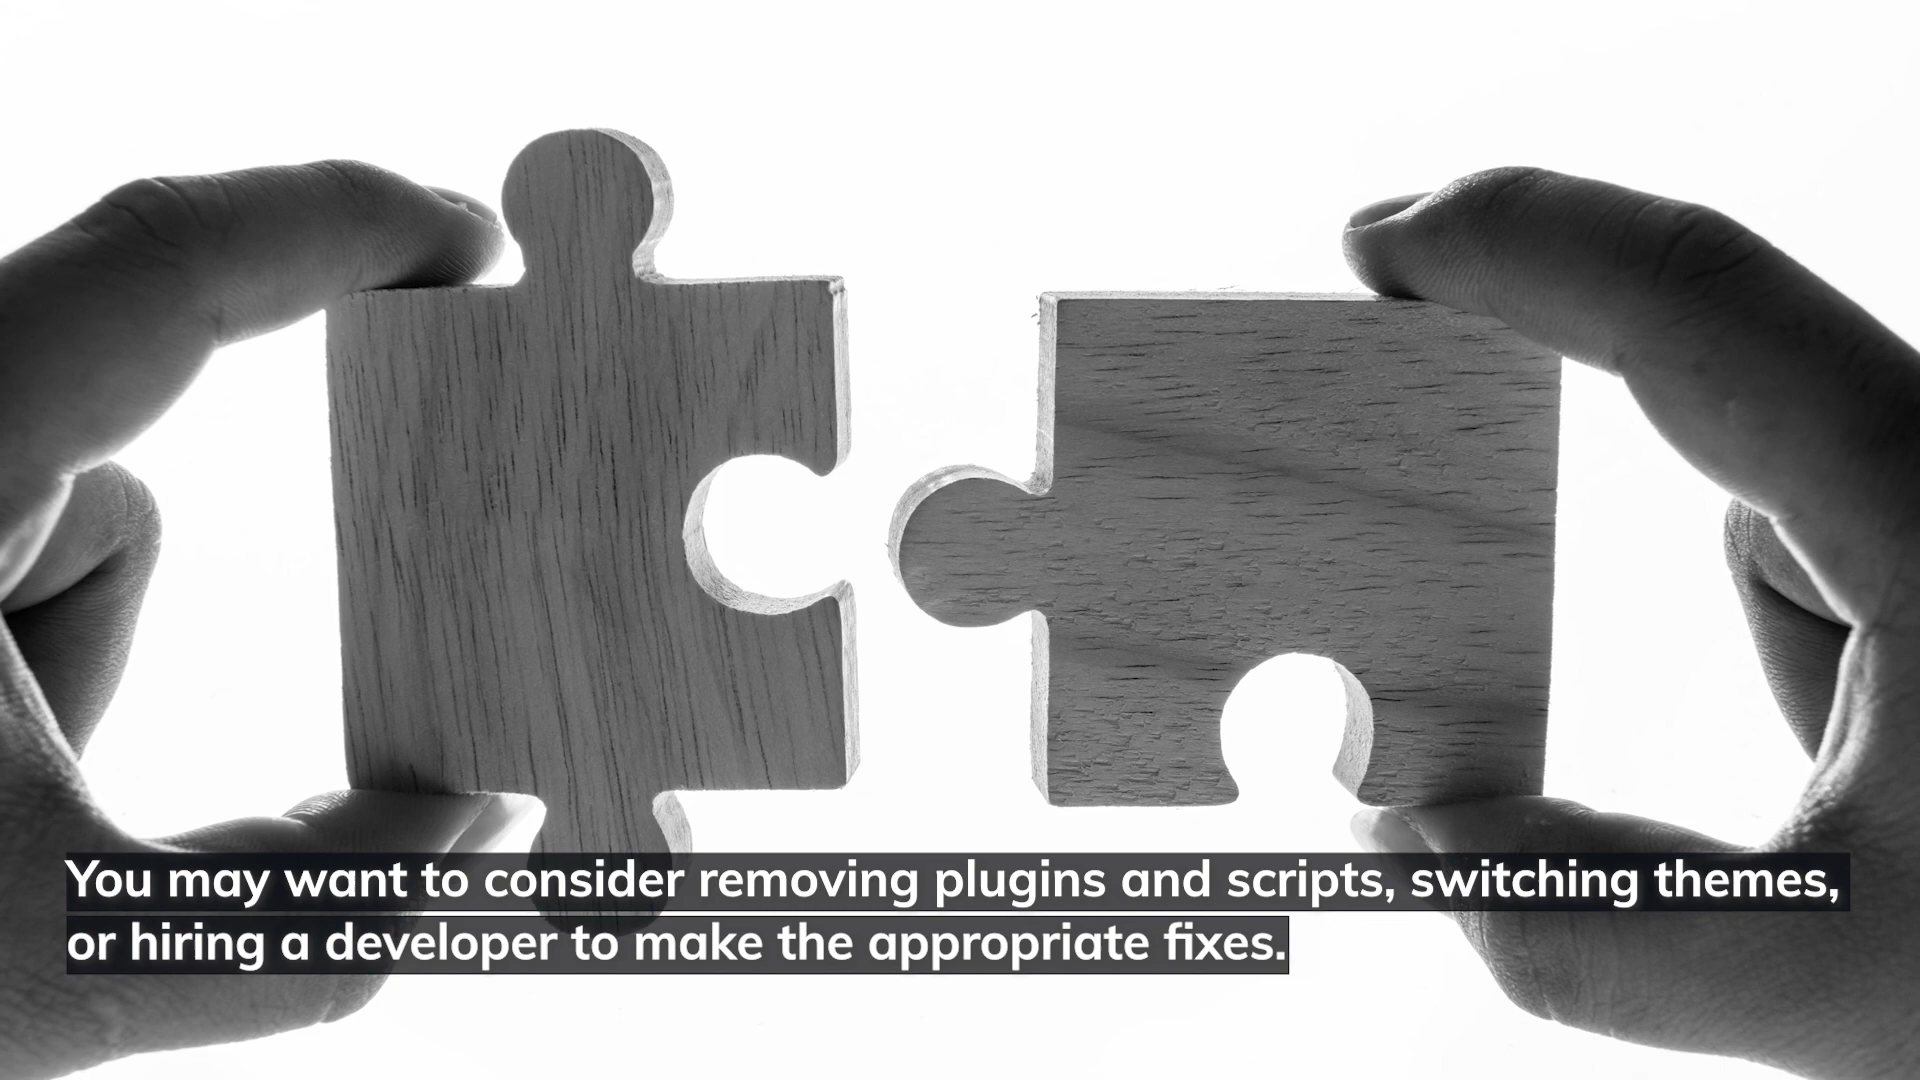 You may want to consider removing plugins and scripts, switching themes,
or hiring a developer to make the appropriate fixes.